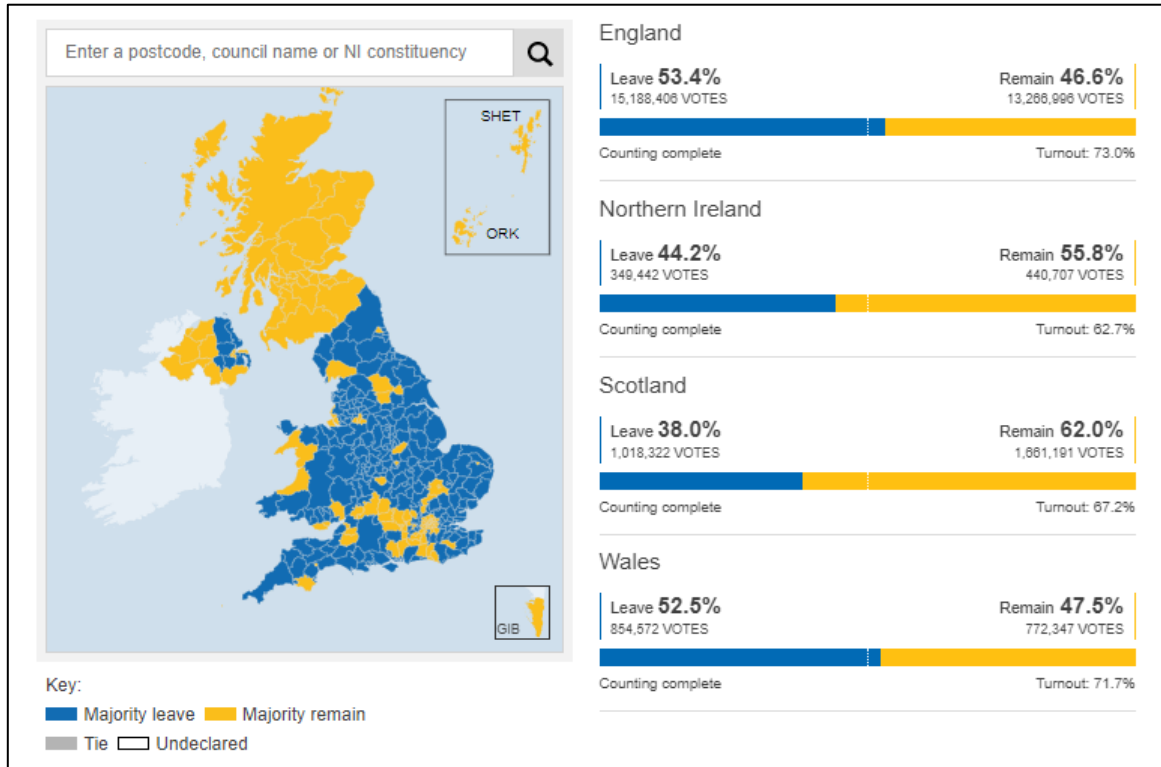 Enter a postcode, council name or NI constituency
SHET
ORK
GIB
Key:
Majority leave Majority remain
Tie Undeclared
England
Leave 53.4% Remain 46.6%
15,188,406 VOTES 13,266,996 VOTES
Counting complete Turnout: 73.0%
Northern Ireland
Leave 44.2% Remain 55.8%
349,442 VOTES 440,707 VOTES
Counting complete Turnout: 62.7%
Scotland
Leave 38.0% Remain 62.0%
1,018,322 VOTES 1,661,191 VOTES
Counting complete Turnout: 67.2%
Wales
Leave 52.5% Remain 47.5%
854,572 VOTES 772,347 VOTES
Counting complete Turnout: 71.7%